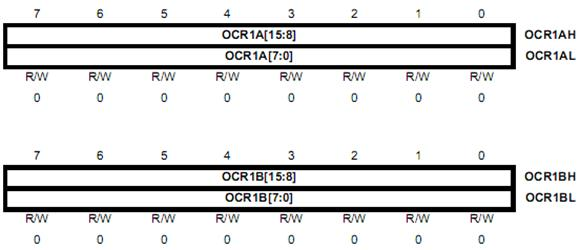 7 6 5 4 3 2 1 0
OCR1A[15:8] OCR1AH
OCR1A[7:0] OCR1AL
R/W R/W R/W R/W R/W R/W R/W R/W
0 0 0 0 0 0 0 0
7 6 5 4 3 2 1 0
OCR1B[15:8] OCR1BH
OCR1B[7:0] OCR1BL
R/W R/W R/W R/W R/W R/W R/W R/W
0 0 0 0 0 0 0 0